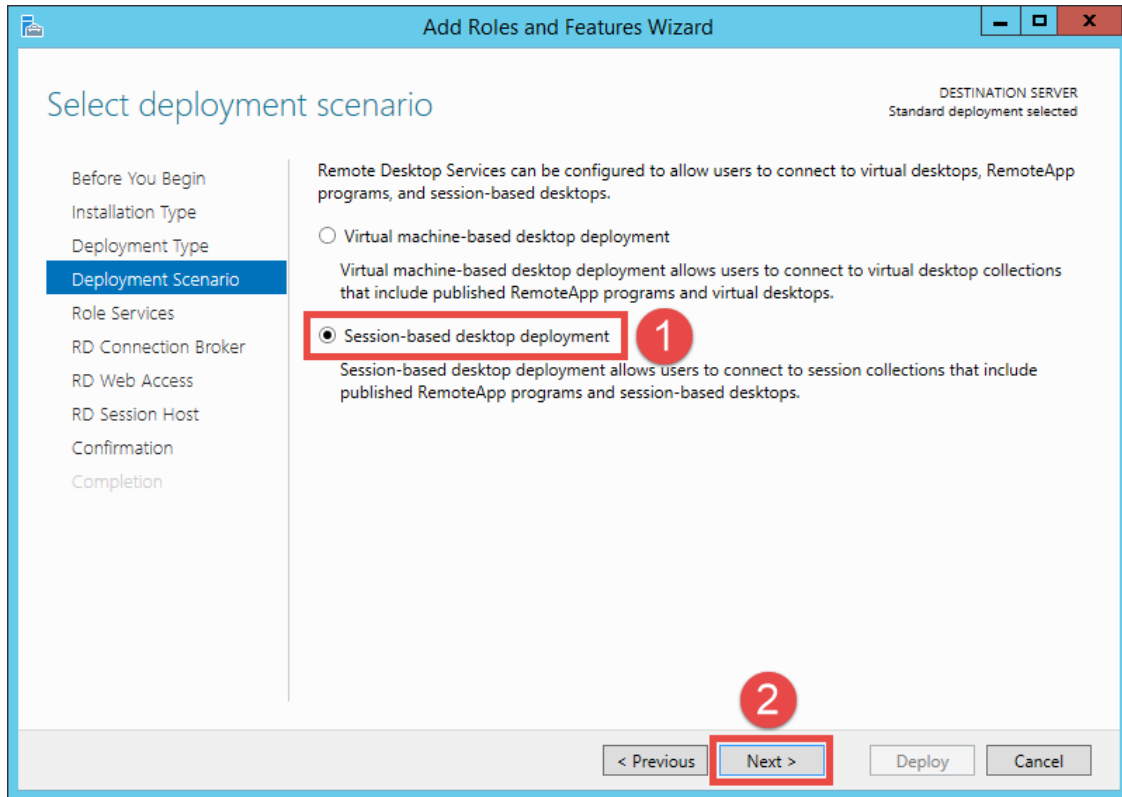 Add Roles and Features Wizard
Select deployment scenario
DESTINATION SERVER
Standard deployment selected
Before You Begin
Installation Type
Deployment Type
Deployment Scenario
Role Services
RD Connection Broker
RD Web Access
RD Session Host
Confirmation
Completion
Remote Desktop Services can be configured to allow users to connect to virtual desktops, RemoteApp
programs, and session-based desktops.
Virtual machine-based desktop deployment
Virtual machine-based desktop deployment allows users to connect to virtual desktop collections
that include published RemoteApp programs and virtual desktops.
Session-based desktop deployment
1
Session-based desktop deployment allows users to connect to session collections that include
published RemoteApp programs and session-based desktops.
2
< Previous
Next >
Deploy
Cancel